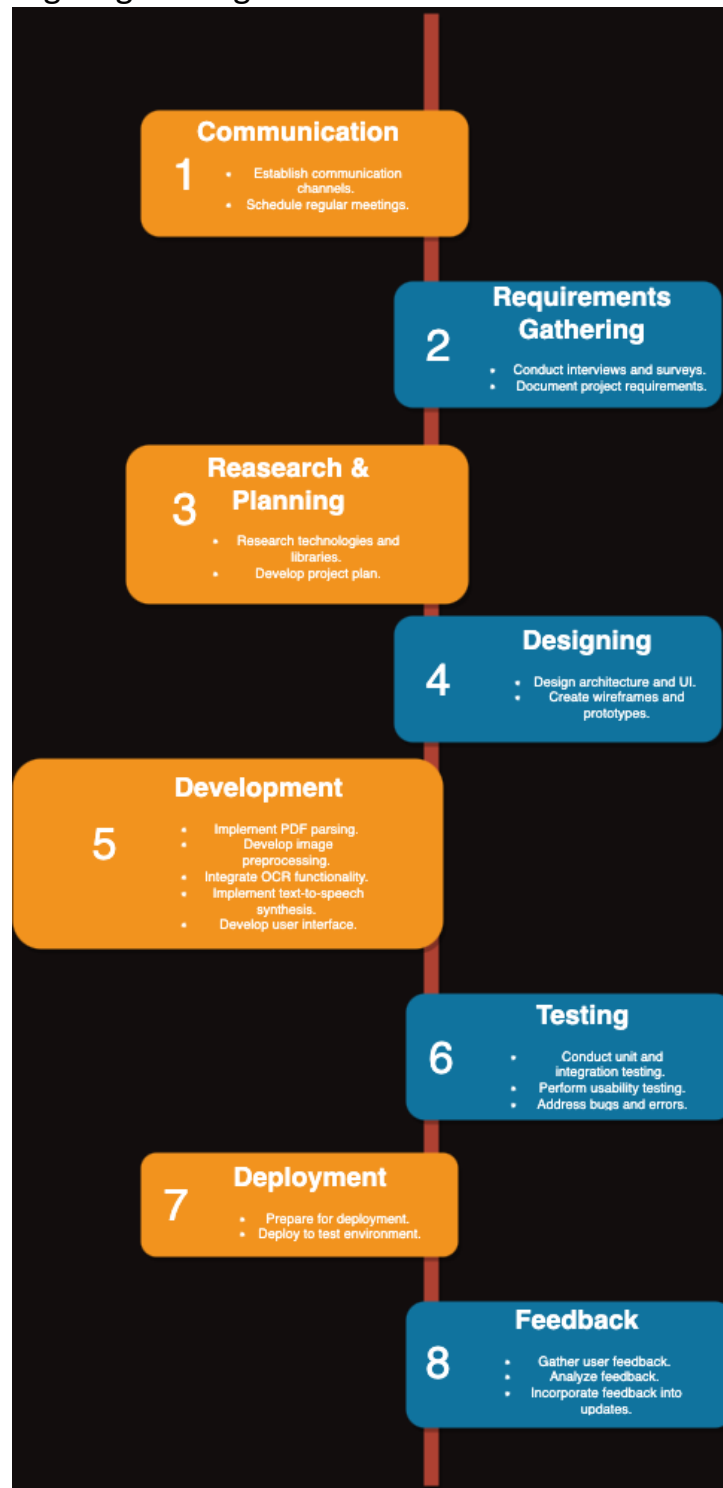 Communication
1
• Establish communication
channels.
• Schedule regular meetings.
Requirements
Gathering
2
• Conduct interviews and surveys.
• Document project requirements.
Reasearch &
Planning
3
• Research technologies and
libraries.
• Develop project plan.
Designing
4
• Design architecture and UI.
• Create wireframes and
prototypes.
Development
5
• Implement PDF parsing.
• Develop image
preprocessing.
• Integrate OCR functionality.
• Implement text-to-speech
synthesis.
• Develop user interface.
Testing
6
• Conduct unit and
integration testing.
• Perform usability testing.
• Address bugs and errors.
Deployment
7
• Prepare for deployment.
• Deploy to test environment.
Feedback
8
• Gather user feedback.
• Analyze feedback.
• Incorporate feedback into
updates.